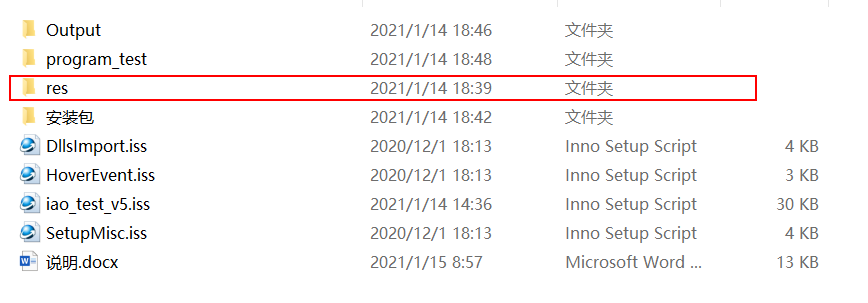 Output 2021/1/14 18:46 文件夹
program_test 2021/1/14 18:48 文件夹
res 2021/1/14 18:39 文件夹
安装包 2021/1/14 18:42 文件夹
DllsImport.iss 2020/12/1 18:13 Inno Setup Script 4 KB
HoverEvent.iss 2020/12/1 18:13 Inno Setup Script 3 KB
iao_test_v5.iss 2021/1/14 14:36 Inno Setup Script 30 KB
SetupMisc.iss 2020/12/1 18:13 Inno Setup Script 4 KB
说明.docx 2021/1/15 8:57 Microsoft Word ... 13 KB